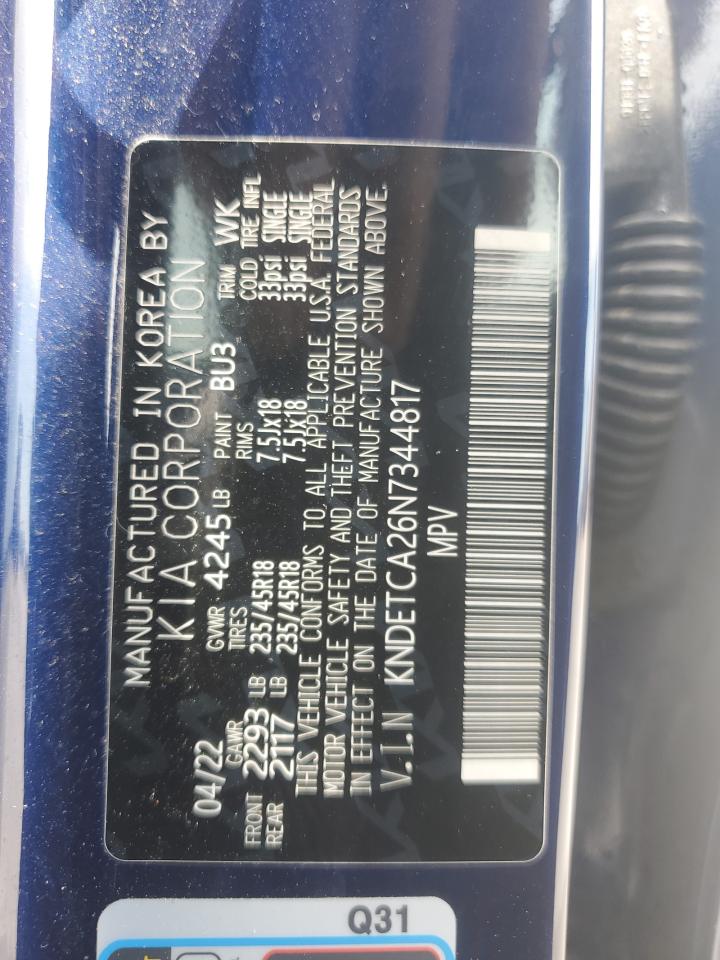 MANUFACTURED IN KOREA BY
KIA CORPORATION
04/22 GVWR 4245 LB PAINT BU3 TRIM WK
GAWR TIRES RIMS COLD TIRE INFL
FRONT 2293 LB 235/45R18 7.5Jx18 33psi SINGLE
REAR 2117 LB 235/45R18 7.5Jx18 33psi SINGLE
THIS VEHICLE CONFORMS TO ALL APPLICABLE U.S.A. FEDERAL
MOTOR VEHICLE SAFETY AND THEFT PREVENTION STANDARDS
IN EFFECT ON THE DATE OF MANUFACTURE SHOWN ABOVE.
V.I.N KNDETCA26N7344817
MPV
Q31